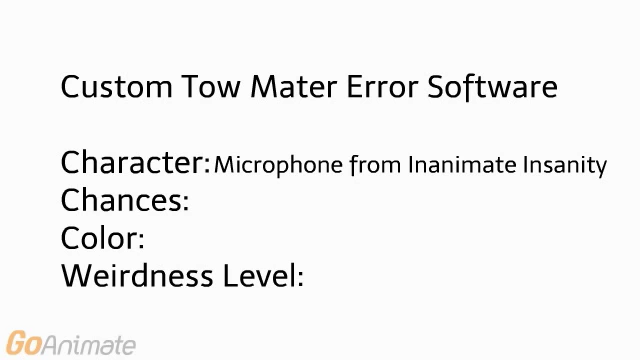 Custom Tow Mater Error Software
Character: Microphone from Inanimate Insanity
Chances:
Color:
Weirdness Level:
GoAnimate